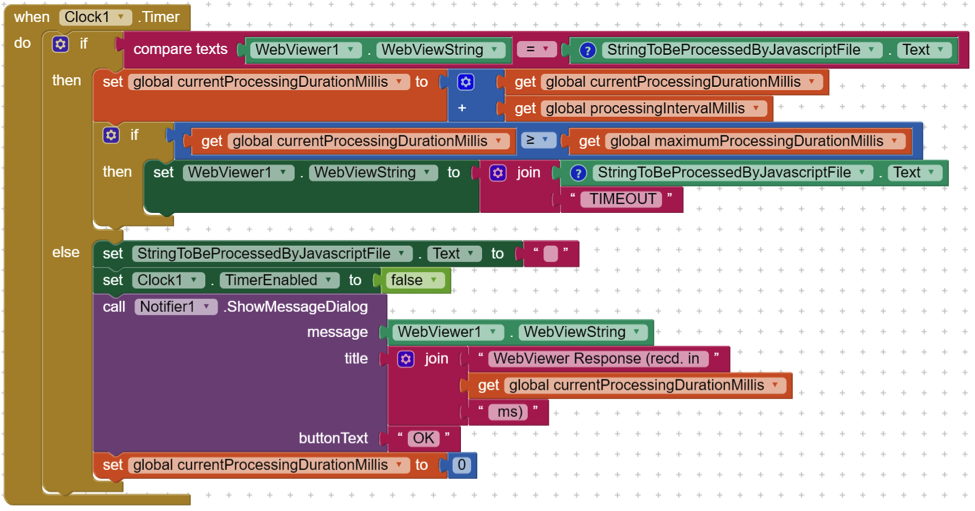 when Clock1 .Timer
do if compare texts WebViewer1 . WebViewString = ? StringToBeProcessedByJavascriptFile . Text
then set global currentProcessingDurationMillis to get global currentProcessingDurationMillis
+ get global processingIntervalMillis
if get global currentProcessingDurationMillis ≥ get global maximumProcessingDurationMillis
then set WebViewer1 . WebViewString to join ? StringToBeProcessedByJavascriptFile . Text
“ TIMEOUT ”
else set StringToBeProcessedByJavascriptFile . Text to “ ”
set Clock1 . TimerEnabled to false
call Notifier1 .ShowMessageDialog
message WebViewer1 . WebViewString
title join “ WebViewer Response (recd. in ”
get global currentProcessingDurationMillis
“ ms) ”
buttonText “ OK ”
set global currentProcessingDurationMillis to 0